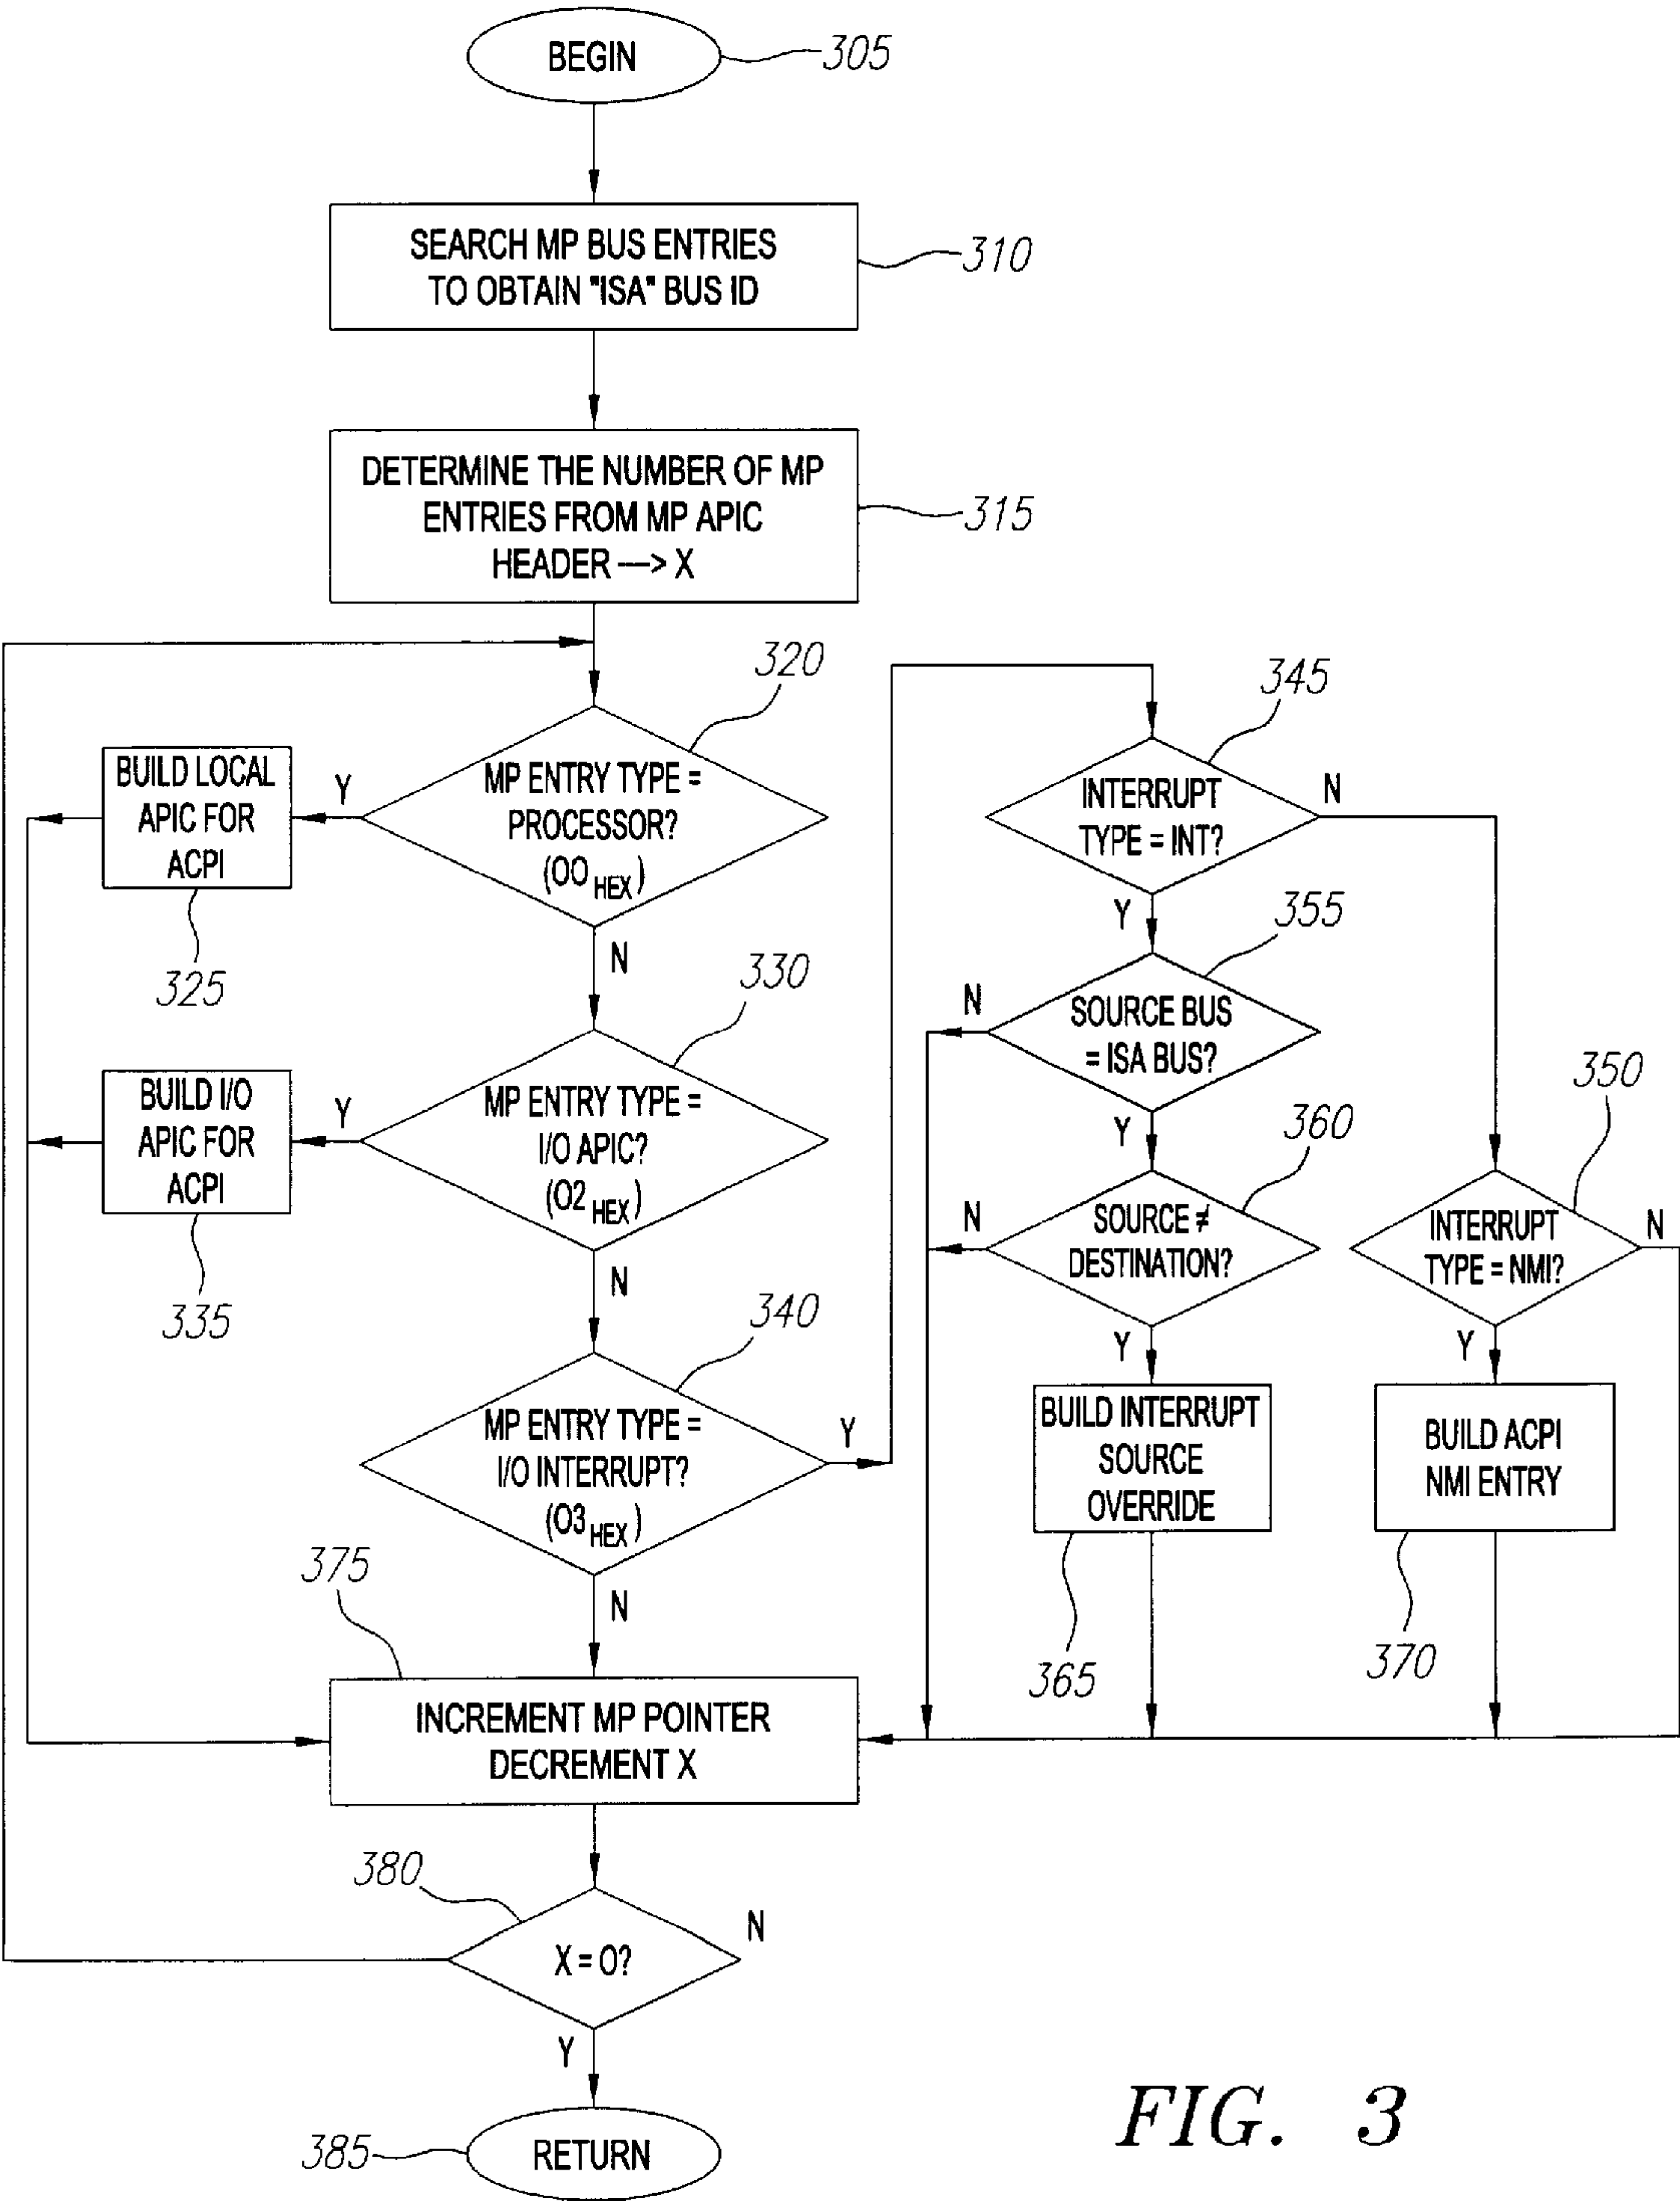 BEGIN
305
SEARCH MP BUS ENTRIES
TO OBTAIN "ISA" BUS ID
310
DETERMINE THE NUMBER OF MP
ENTRIES FROM MP APIC
HEADER ---> X
315
320
MP ENTRY TYPE =
PROCESSOR?
(00 HEX)
Y
N
BUILD LOCAL
APIC FOR
ACPI
325
330
MP ENTRY TYPE =
I/O APIC?
(02 HEX)
Y
N
BUILD I/O
APIC FOR
ACPI
335
340
MP ENTRY TYPE =
I/O INTERRUPT?
(03 HEX)
Y
N
345
INTERRUPT
TYPE = INT?
N
Y
355
SOURCE BUS
= ISA BUS?
N
Y
360
SOURCE ≠
DESTINATION?
N
Y
350
INTERRUPT
TYPE = NMI?
N
Y
BUILD INTERRUPT
SOURCE
OVERRIDE
365
BUILD ACPI
NMI ENTRY
370
375
INCREMENT MP POINTER
DECREMENT X
380
X = 0?
N
Y
RETURN
385
FIG. 3